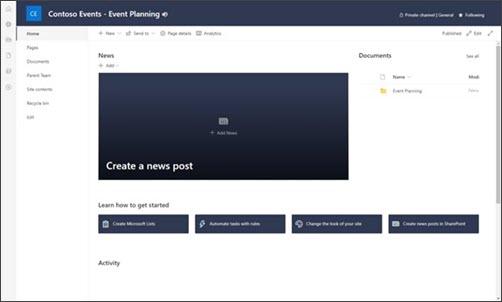 CE
Contoso Events - Event Planning
Private channel | General
Following
Home
Pages
Documents
Parent Team
Site contents
Recycle bin
Edit
New
Send to
Page details
Analytics
Published
Edit
News
Add
Add News
Create a news post
Documents
See all
Name
Modi
Event Planning
Learn how to get started
Create Microsoft Lists
Automate tasks with rules
Change the look of your site
Create news posts in SharePoint
Activity